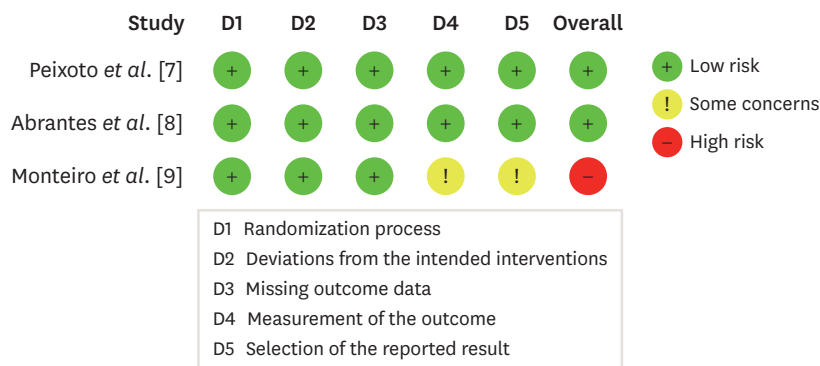 Study D1 D2 D3 D4 D5 Overall
Peixoto et al. [7] + + + + + +
Abrantes et al. [8] + + + + + +
Monteiro et al. [9] + + + ! ! −
+ Low risk
! Some concerns
− High risk
D1 Randomization process
D2 Deviations from the intended interventions
D3 Missing outcome data
D4 Measurement of the outcome
D5 Selection of the reported result